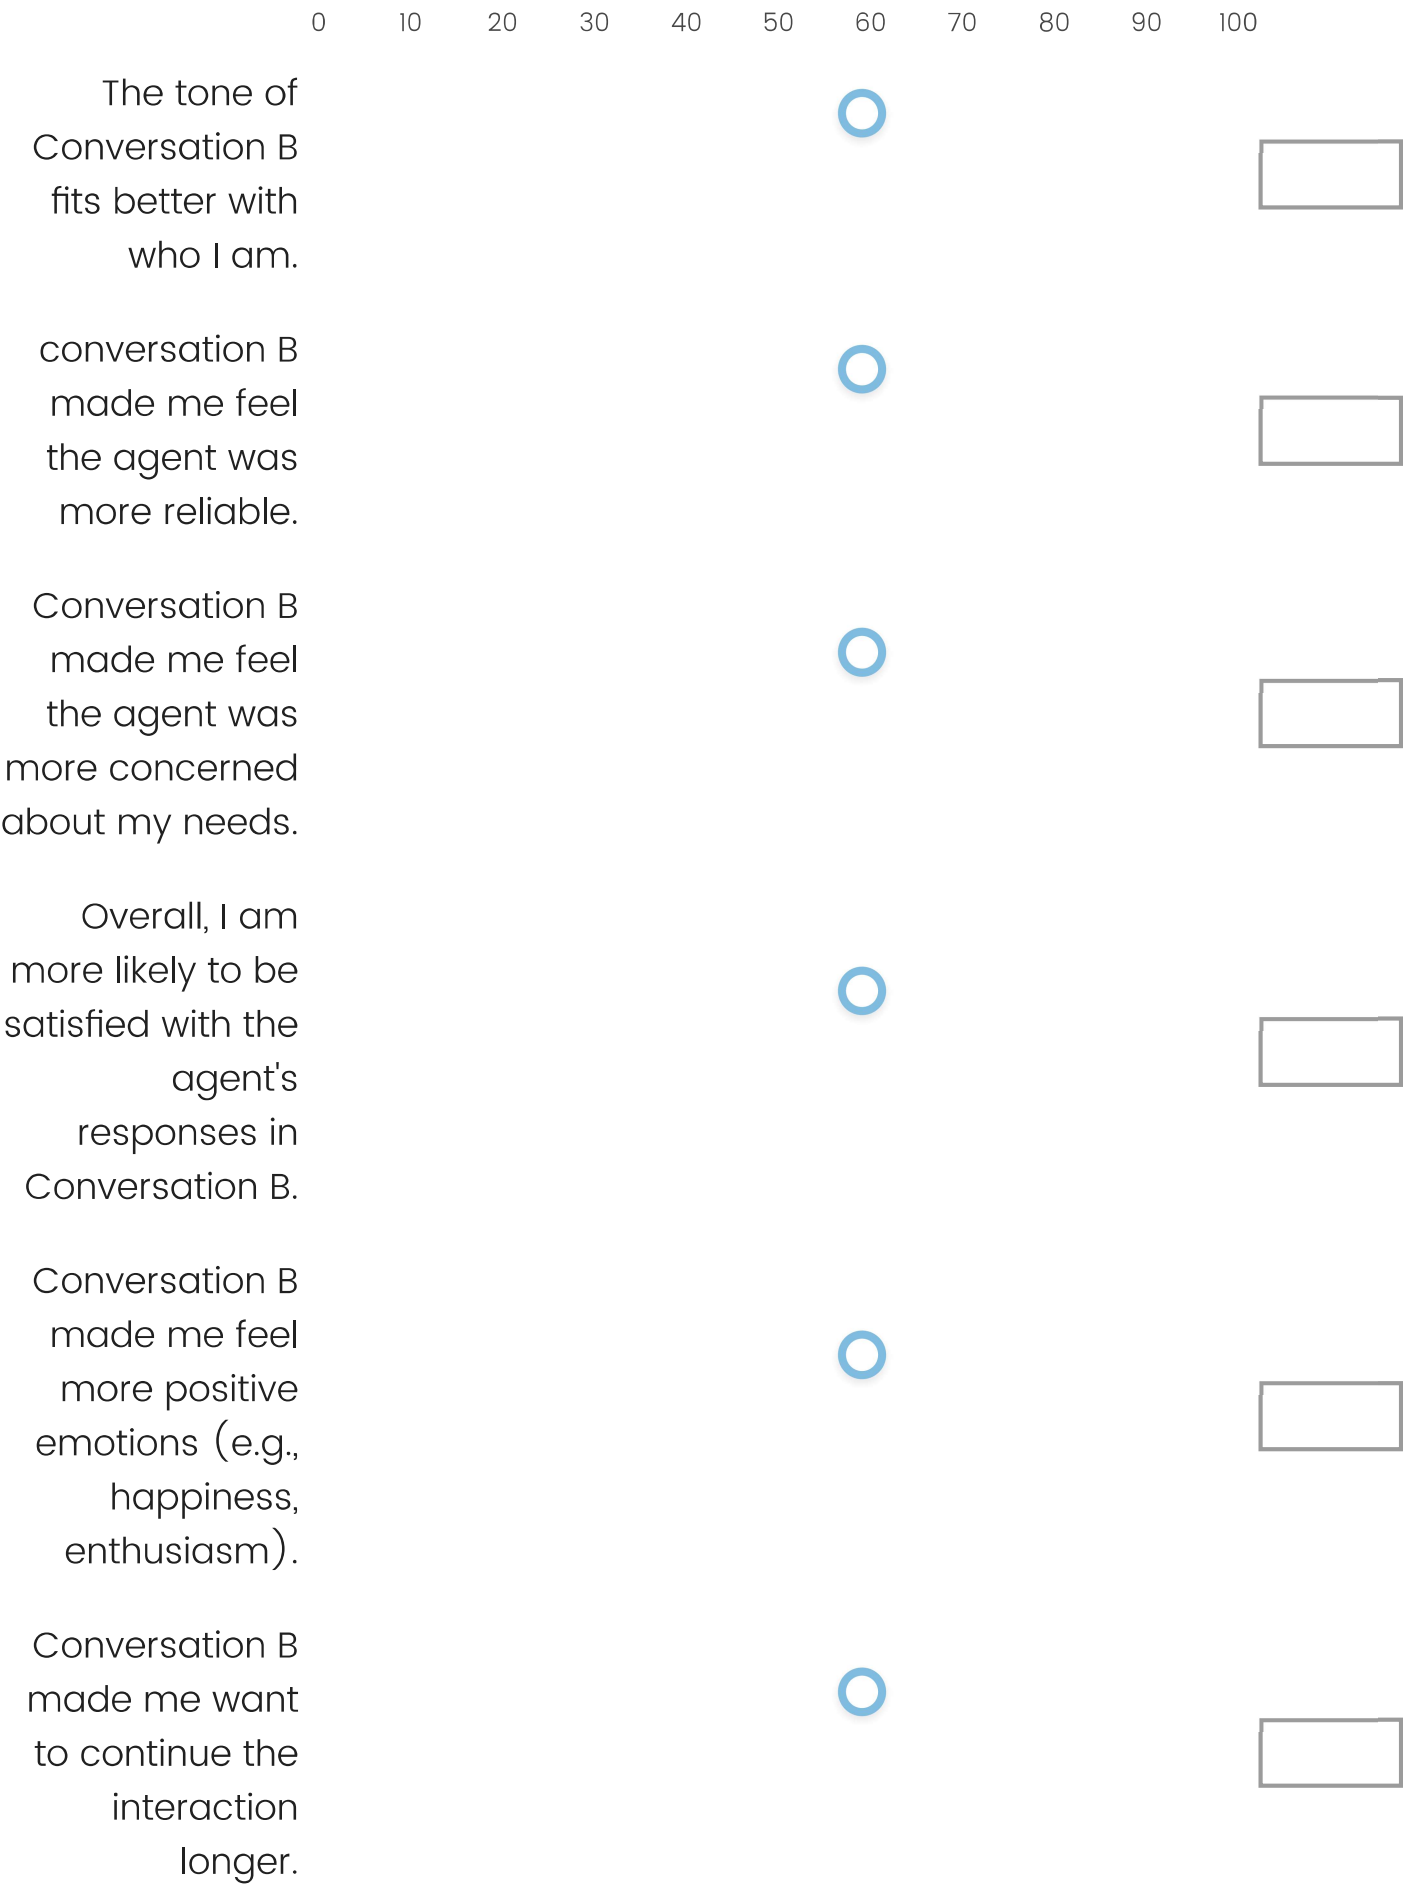 0 10 20 30 40 50 60 70 80 90 100
The tone of
Conversation B
fits better with
who I am.
conversation B
made me feel
the agent was
more reliable.
Conversation B
made me feel
the agent was
more concerned
about my needs.
Overall, I am
more likely to be
satisfied with the
agent's
responses in
Conversation B.
Conversation B
made me feel
more positive
emotions (e.g.,
happiness,
enthusiasm).
Conversation B
made me want
to continue the
interaction
longer.